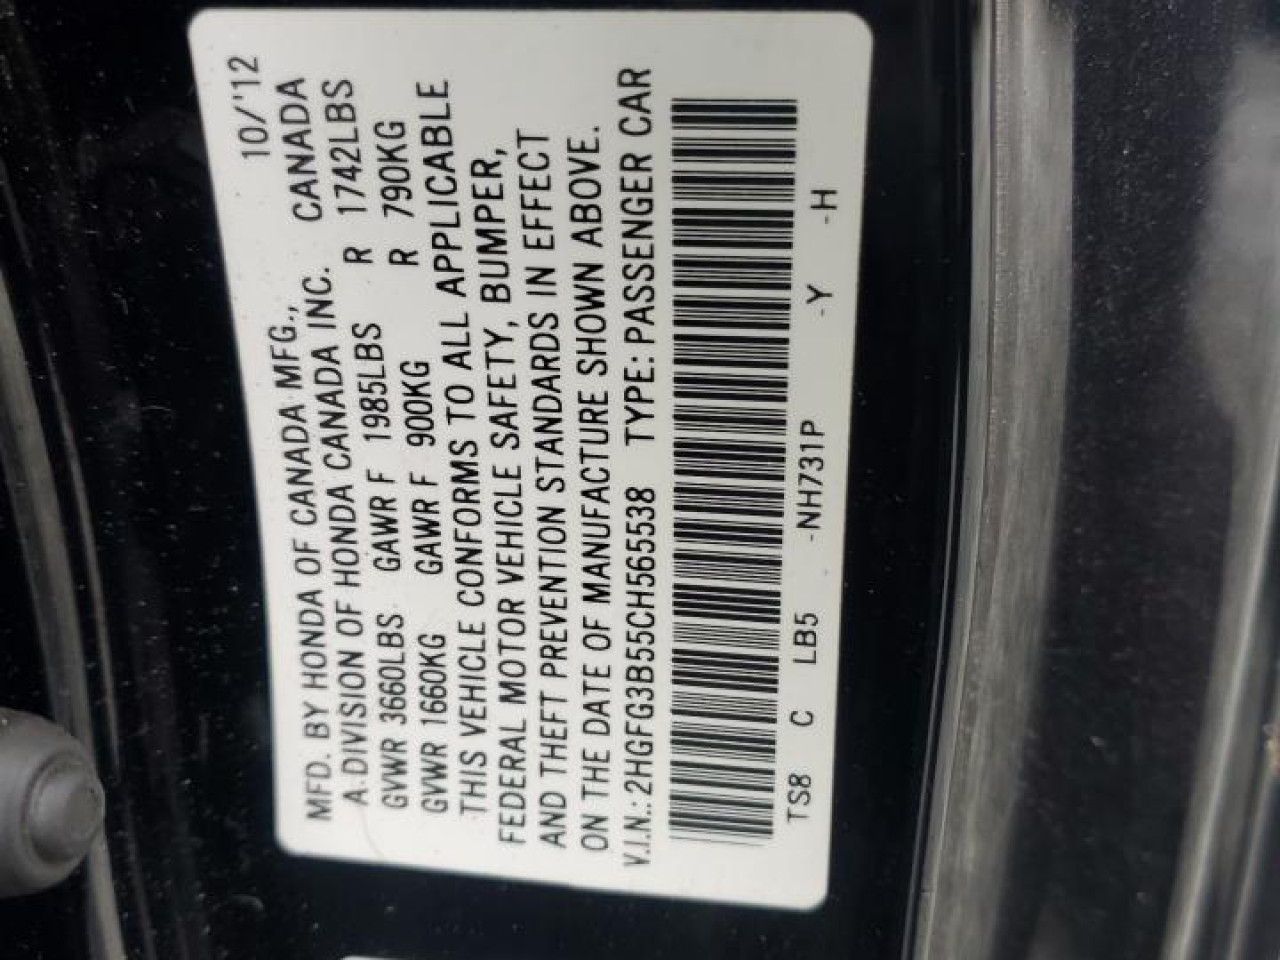 10/'12
MFD. BY HONDA OF CANADA MFG., CANADA
A DIVISION OF HONDA CANADA INC.
GVWR 3660LBS GAWR F 1985LBS R 1742LBS
GVWR 1660KG GAWR F 900KG R 790KG
THIS VEHICLE CONFORMS TO ALL APPLICABLE
FEDERAL MOTOR VEHICLE SAFETY, BUMPER,
AND THEFT PREVENTION STANDARDS IN EFFECT
ON THE DATE OF MANUFACTURE SHOWN ABOVE.
V.I.N.: 2HGFG3B55CH565538 TYPE: PASSENGER CAR
TS8 C LB5 -NH731P -Y -H